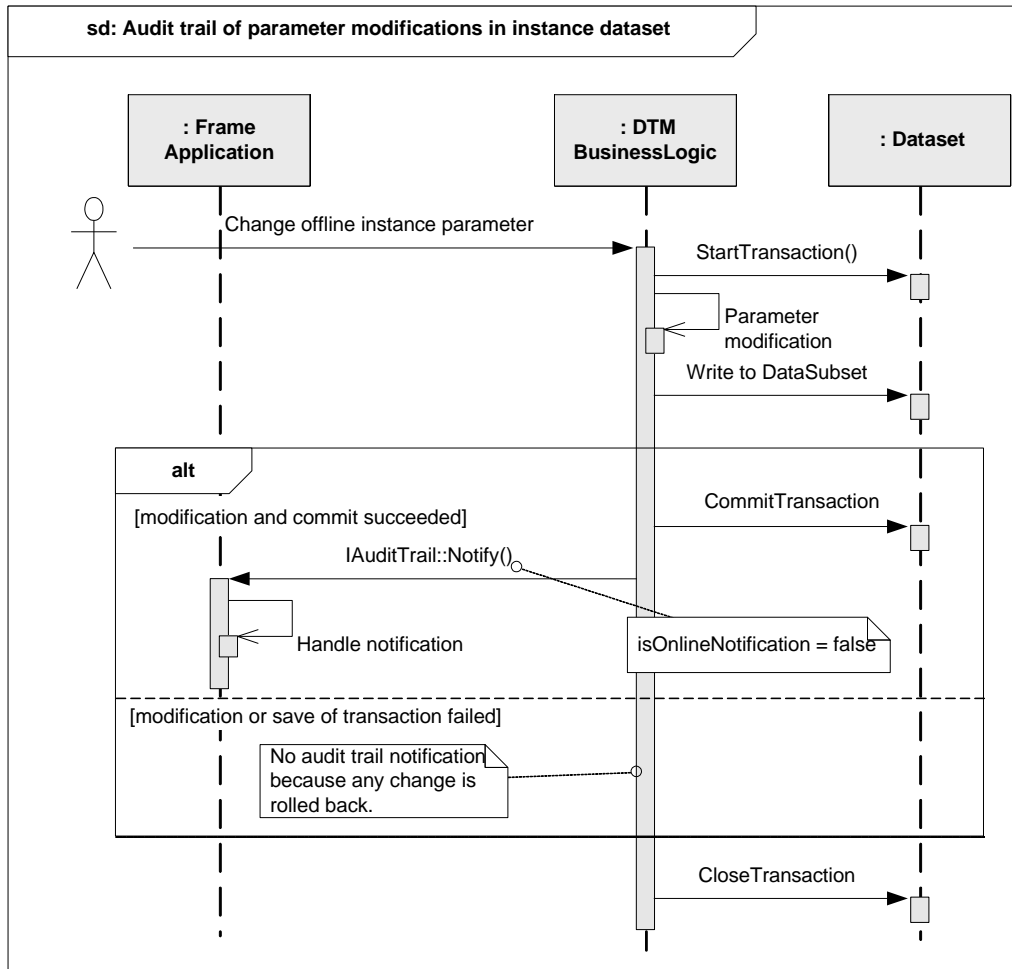 sd: Audit trail of parameter modifications in instance dataset
: Frame
Application
: DTM
BusinessLogic
: Dataset
Change offline instance parameter
StartTransaction()
Parameter
modification
Write to DataSubset
alt
CommitTransaction
[modification and commit succeeded]
IAuditTrail::Notify()
Handle notification
isOnlineNotification = false
[modification or save of transaction failed]
No audit trail notification
because any change is
rolled back.
CloseTransaction